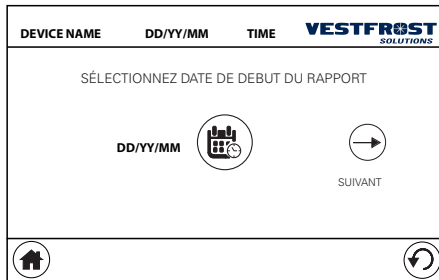 DEVICE NAME DD/YY/MM TIME VESTFROST
SOLUTIONS
SÉLECTIONNEZ DATE DE DEBUT DU RAPPORT
DD/YY/MM
SUIVANT